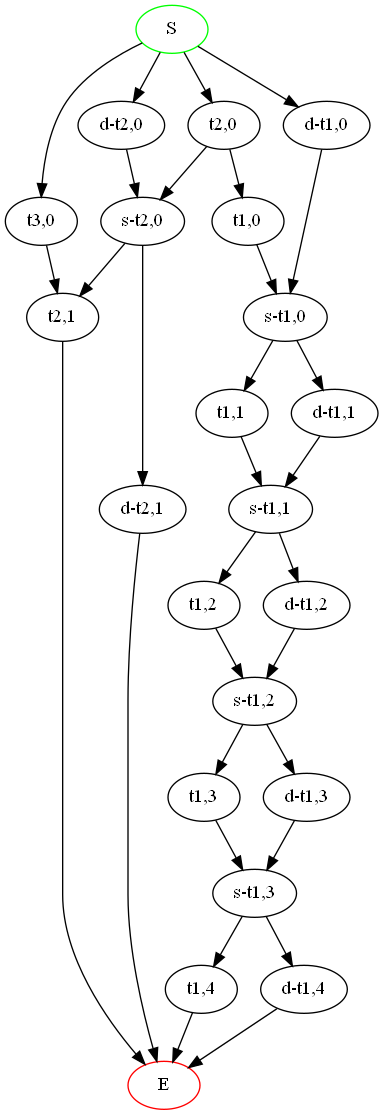 S
d-t2,0
t2,0
d-t1,0
t3,0
s-t2,0
t1,0
t2,1
s-t1,0
t1,1
d-t1,1
d-t2,1
s-t1,1
t1,2
d-t1,2
s-t1,2
t1,3
d-t1,3
s-t1,3
t1,4
d-t1,4
E